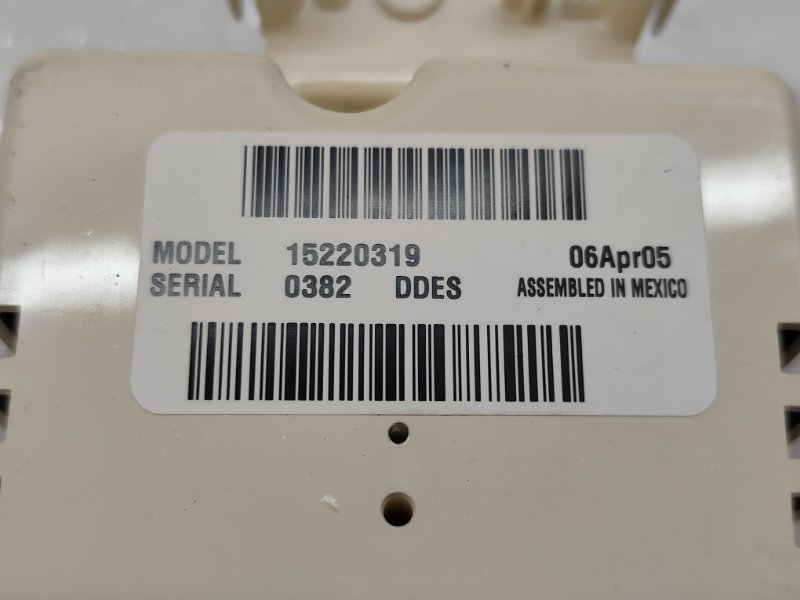 MODEL 15220319 06Apr05
SERIAL 0382 DDES ASSEMBLED IN MEXICO